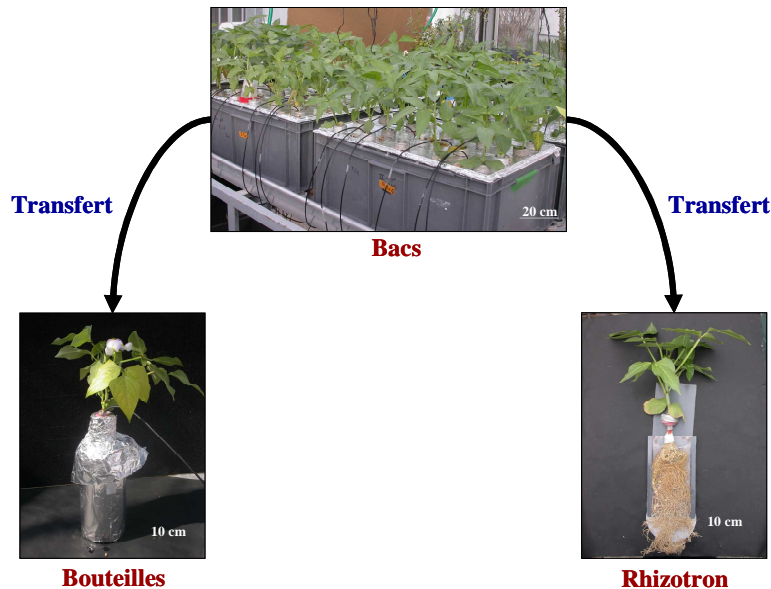 20 cm
Bacs
Transfert
Transfert
10 cm
Bouteilles
10 cm
Rhizotron